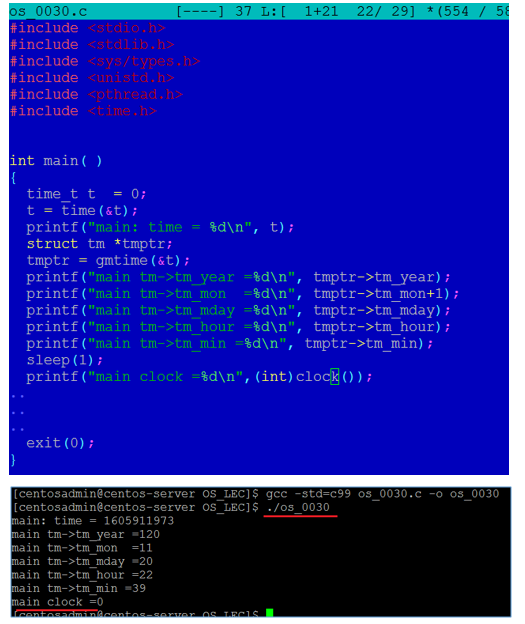 os_0030.c [----] 37 L:[ 1+21 22/ 29] *(554 / 58
#include <stdio.h>
#include <stdlib.h>
#include <sys/types.h>
#include <unistd.h>
#include <pthread.h>
#include <time.h>
int main( )
{
time_t t = 0;
t = time(&t);
printf("main: time = %d\n", t);
struct tm *tmptr;
tmptr = gmtime(&t);
printf("main tm->tm_year =%d\n", tmptr->tm_year);
printf("main tm->tm_mon =%d\n", tmptr->tm_mon+1);
printf("main tm->tm_mday =%d\n", tmptr->tm_mday);
printf("main tm->tm_hour =%d\n", tmptr->tm_hour);
printf("main tm->tm_min =%d\n", tmptr->tm_min);
sleep(1);
printf("main clock =%d\n",(int)clock());
..
..
..
exit(0);
}
[centosadmin@centos-server OS_LEC]$ gcc -std=c99 os_0030.c -o os_0030
[centosadmin@centos-server OS_LEC]$ ./os_0030
main: time = 1605911973
main tm->tm_year =120
main tm->tm_mon =11
main tm->tm_mday =20
main tm->tm_hour =22
main tm->tm_min =39
main clock =0
[centosadmin@centos-server OS_LEC]$